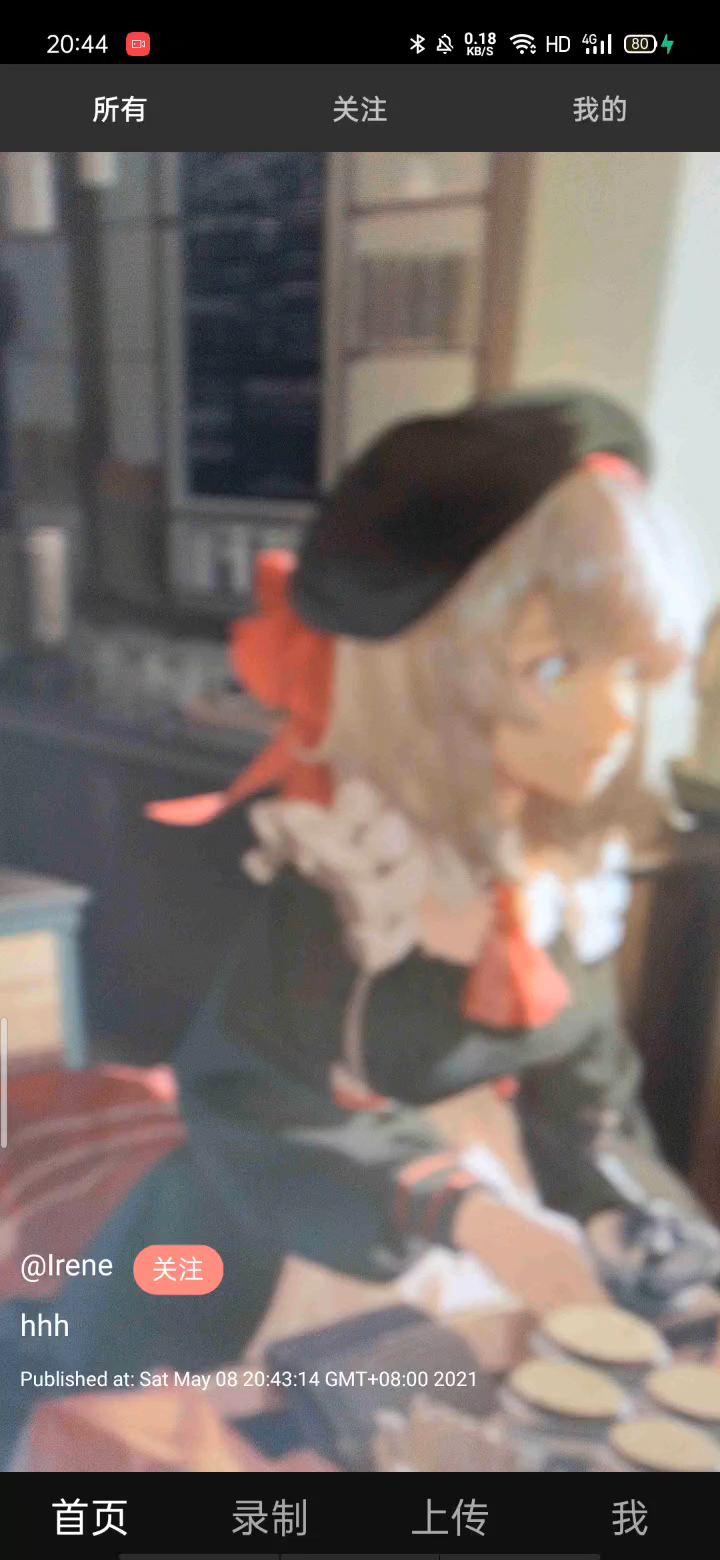 20:44 0.18 KB/S HD 4G 80
所有 关注 我的
@Irene 关注
hhh
Published at: Sat May 08 20:43:14 GMT+08:00 2021
首页 录制 上传 我